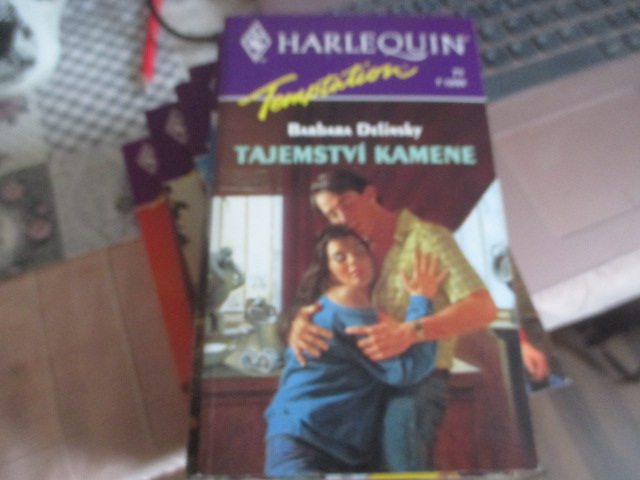 HARLEQUIN®
Temptation
Barbara Delinsky
TAJEMSTVÍ KAMENE